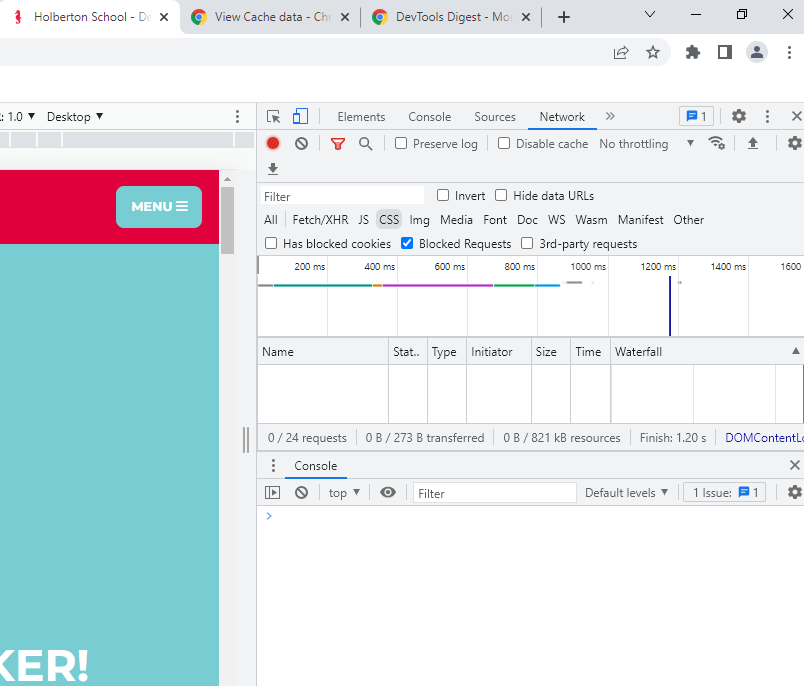 Holberton School - De
View Cache data - Chr
DevTools Digest - Mod
: 1.0 ▼ Desktop ▼
Elements Console Sources Network » 1
Preserve log Disable cache No throttling ▼
Filter Invert Hide data URLs
All Fetch/XHR JS CSS Img Media Font Doc WS Wasm Manifest Other
Has blocked cookies Blocked Requests 3rd-party requests
200 ms 400 ms 600 ms 800 ms 1000 ms 1200 ms 1400 ms 1600
Name Stat.. Type Initiator Size Time Waterfall
0 / 24 requests 0 B / 273 B transferred 0 B / 821 kB resources Finish: 1.20 s DOMContentLo
Console
top ▼ Filter Default levels ▼ 1 Issue: 1
MENU
KER!